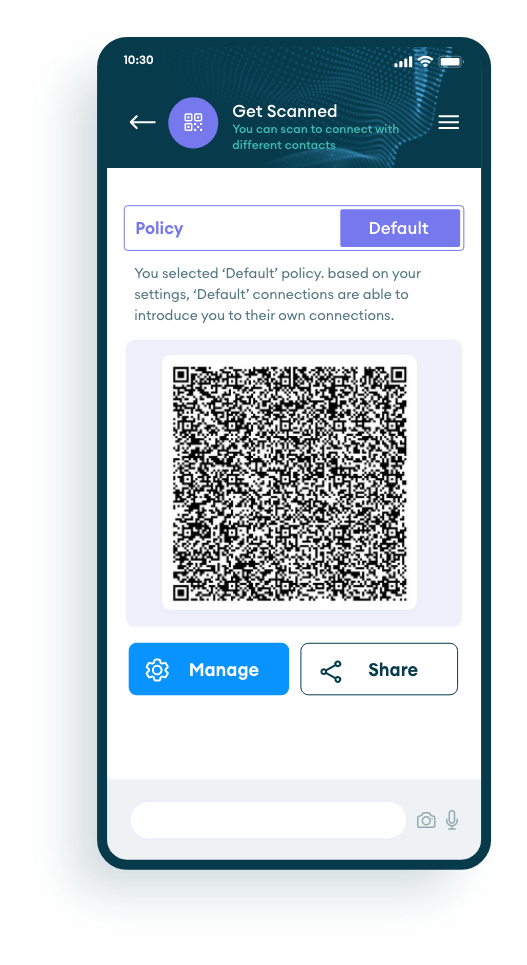 10:30
Get Scanned
You can scan to connect with
different contacts
Policy
Default
You selected ‘Default’ policy. based on your
settings, ‘Default’ connections are able to
introduce you to their own connections.
Manage
Share